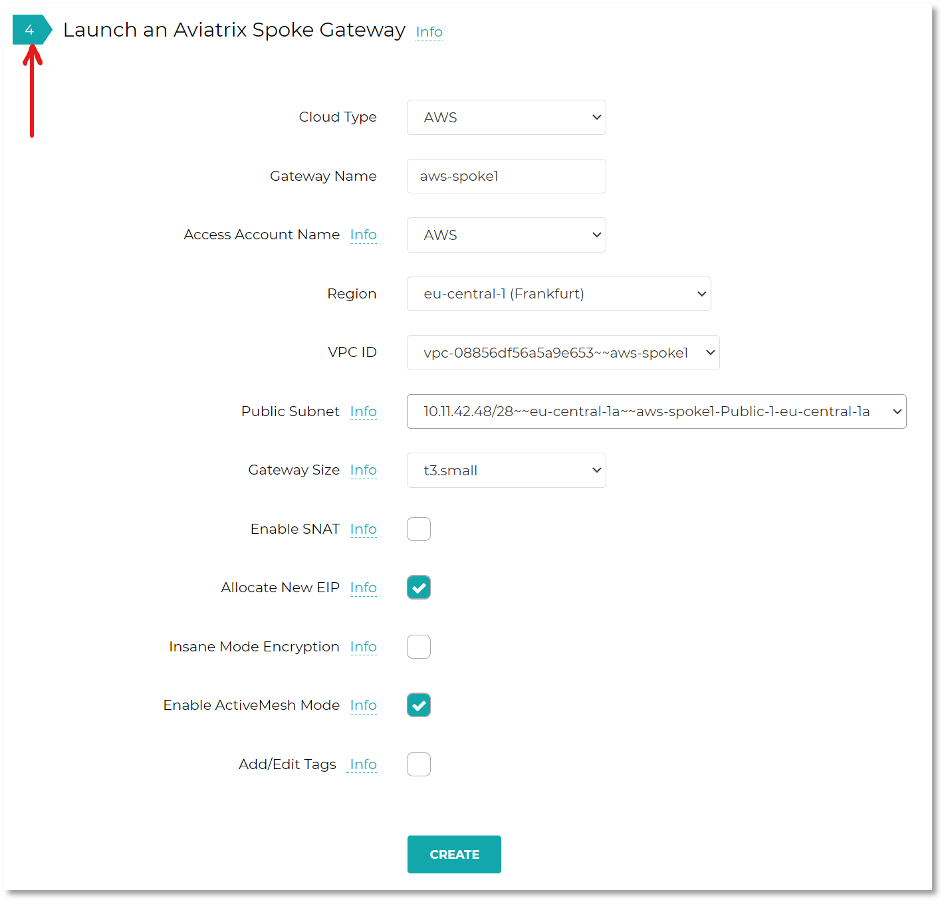 4 Launch an Aviatrix Spoke Gateway Info
Cloud Type AWS
Gateway Name aws-spoke1
Access Account Name Info AWS
Region eu-central-1 (Frankfurt)
VPC ID vpc-08856df56a5a9e653~~aws-spoke1
Public Subnet Info 10.11.42.48/28~~eu-central-1a~~aws-spoke1-Public-1-eu-central-1a
Gateway Size Info t3.small
Enable SNAT Info
Allocate New EIP Info
Insane Mode Encryption Info
Enable ActiveMesh Mode Info
Add/Edit Tags Info
CREATE